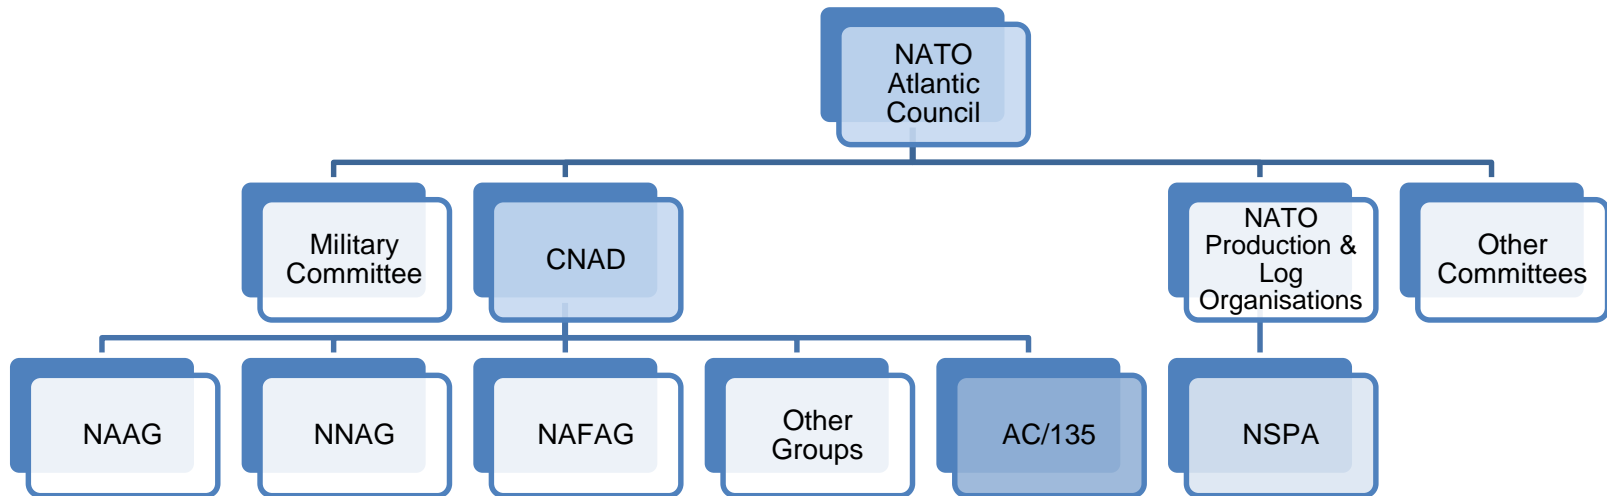 NATO
Atlantic
Council
Military
Committee
CNAD
NATO
Production &
Log
Organisations
Other
Committees
NAAG
NNAG
NAFAG
Other
Groups
AC/135
NSPA